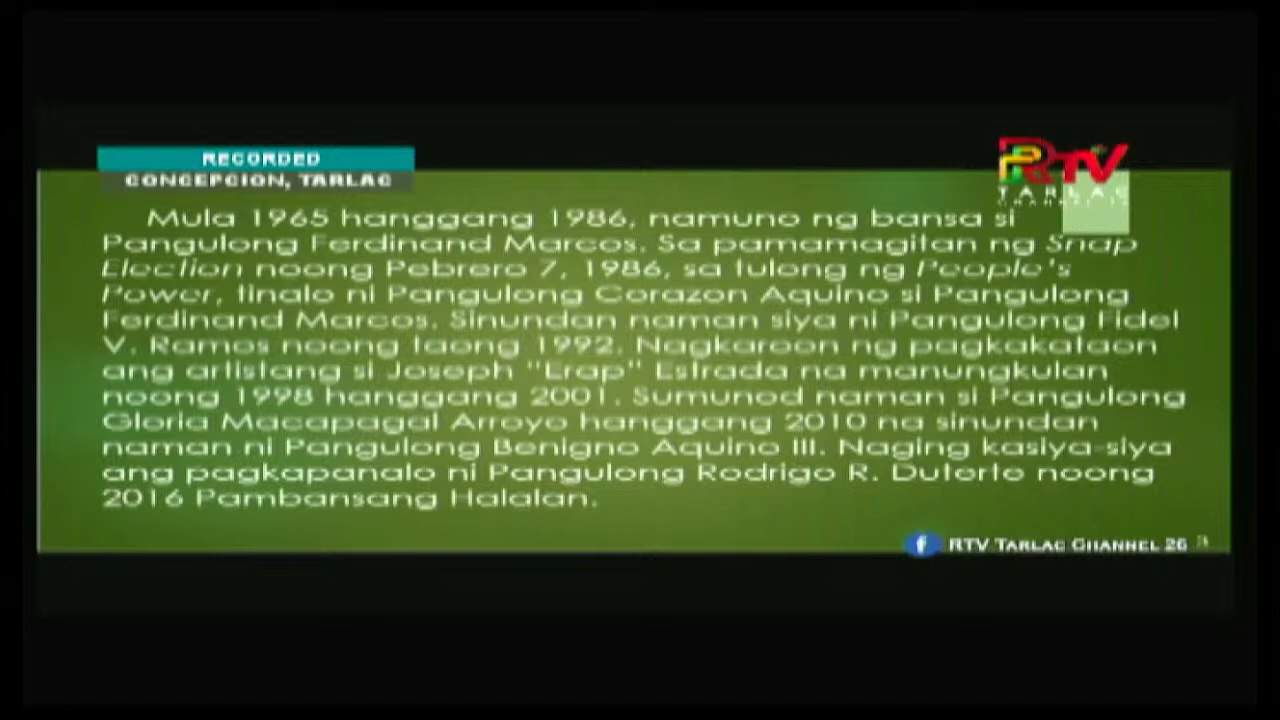 RECORDED
CONCEPCION, TARLAC
RTV
TARLAC
Mula 1965 hanggang 1986, namuno ng bansa si
Pangulong Ferdinand Marcos. Sa pamamagitan ng Snap
Election noong Pebrero 7, 1986, sa tulong ng People's
Power, tinalo ni Pangulong Corazon Aquino si Pangulong
Ferdinand Marcos. Sinundan naman siya ni Pangulong Fidel
V. Ramos noong taong 1992. Nagkaroon ng pagkakataon
ang artistang si Joseph "Erap" Estrada na manungkulan
noong 1998 hanggang 2001. Sumunod naman si Pangulong
Gloria Macapagal Arroyo hanggang 2010 na sinundan
naman ni Pangulong Benigno Aquino III. Naging kasiya-siya
ang pagkapanalo ni Pangulong Rodrigo R. Duterte noong
2016 Pambansang Halalan.
f RTV TARLAC CHANNEL 26